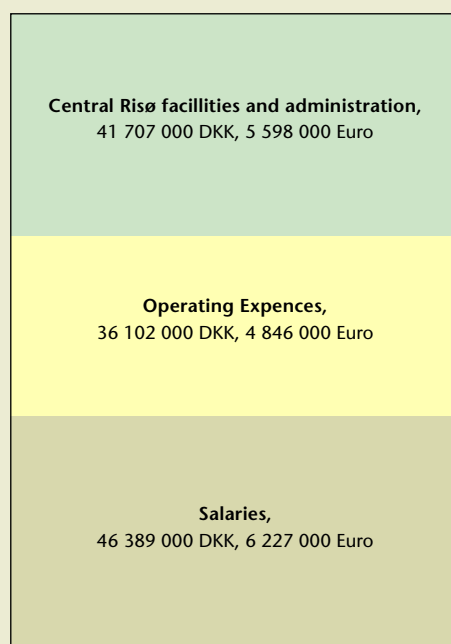 Central Risø facillities and administration,
41 707 000 DKK, 5 598 000 Euro
Operating Expences,
36 102 000 DKK, 4 846 000 Euro
Salaries,
46 389 000 DKK, 6 227 000 Euro